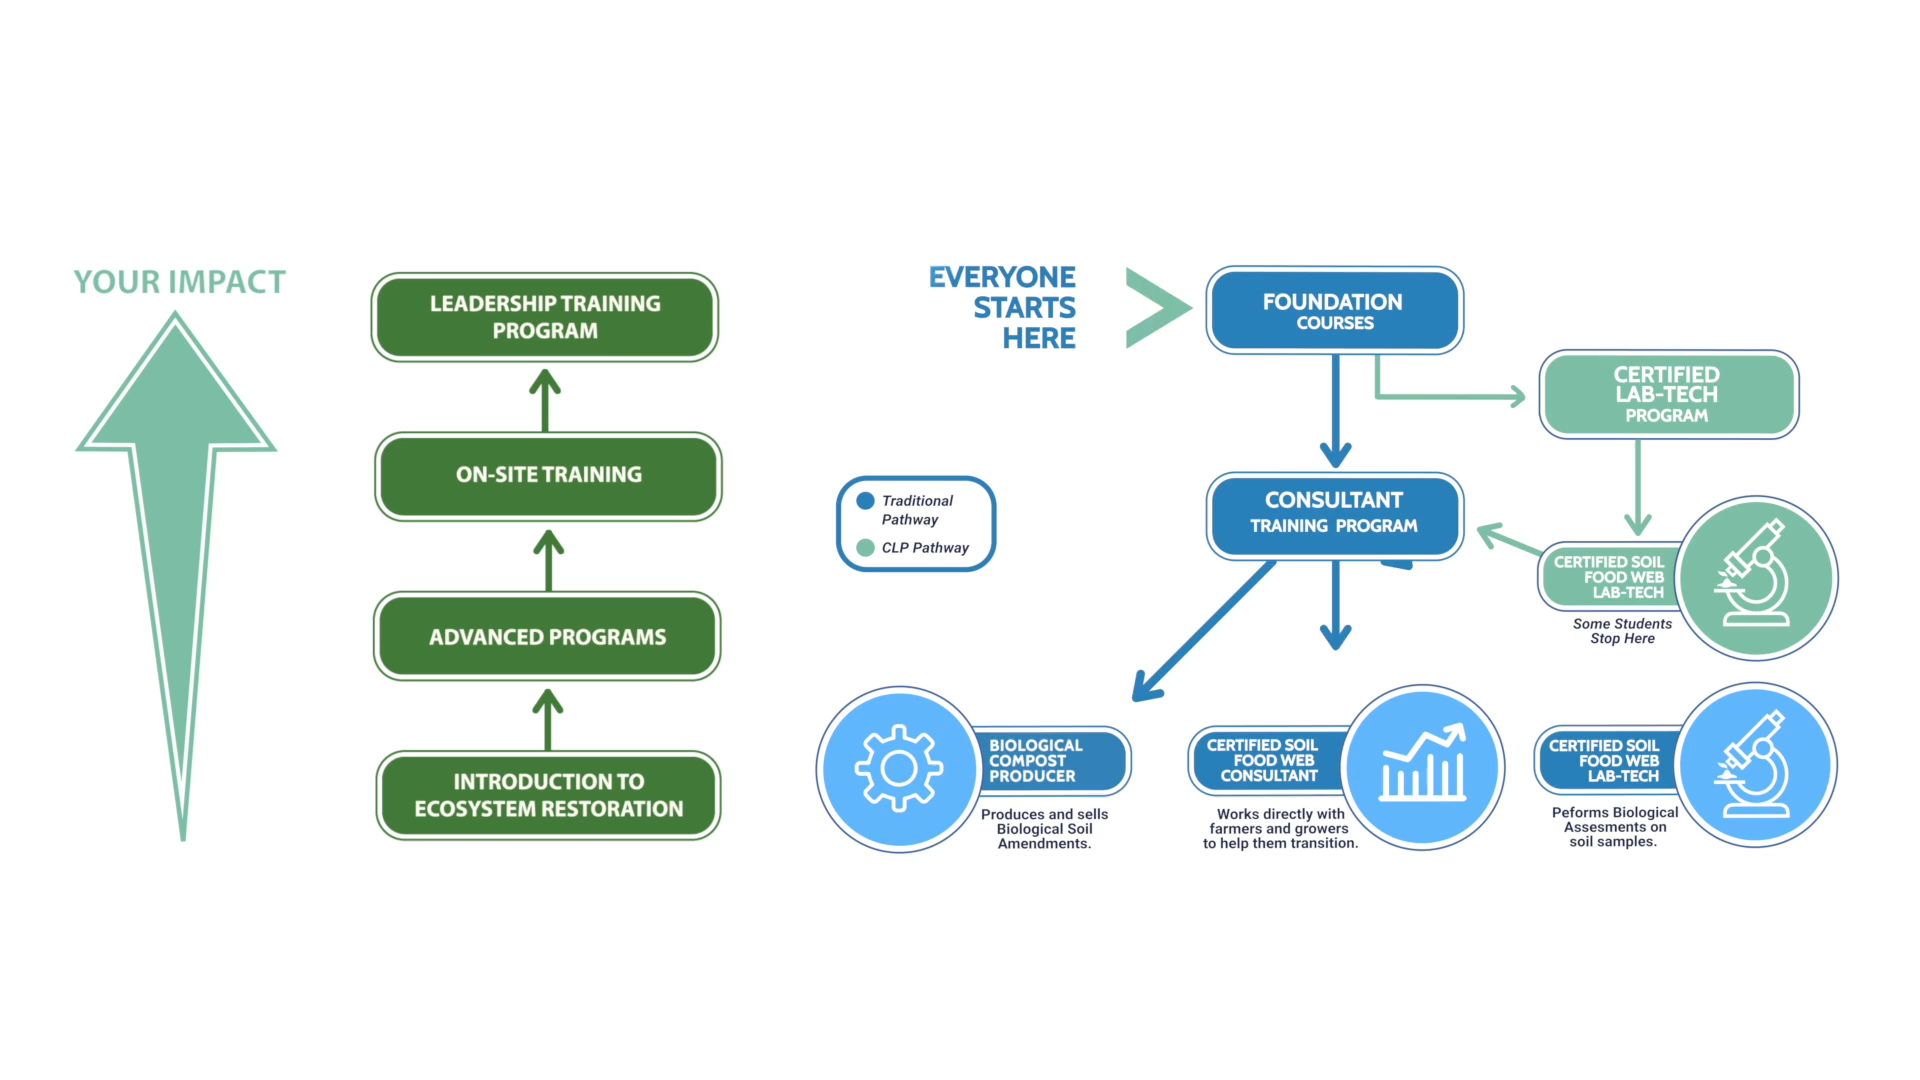 YOUR IMPACT
LEADERSHIP TRAINING
PROGRAM
ON-SITE TRAINING
ADVANCED PROGRAMS
INTRODUCTION TO
ECOSYSTEM RESTORATION
EVERYONE
STARTS
HERE
FOUNDATION
COURSES
CERTIFIED
LAB-TECH
PROGRAM
Traditional
Pathway
CLP Pathway
CONSULTANT
TRAINING PROGRAM
CERTIFIED SOIL
FOOD WEB
LAB-TECH
Some Students
Stop Here
BIOLOGICAL
COMPOST
PRODUCER
Produces and sells
Biological Soil
Amendments.
CERTIFIED SOIL
FOOD WEB
CONSULTANT
Works directly with
farmers and growers
to help them transition.
CERTIFIED SOIL
FOOD WEB
LAB-TECH
Peforms Biological
Assesments on
soil samples.